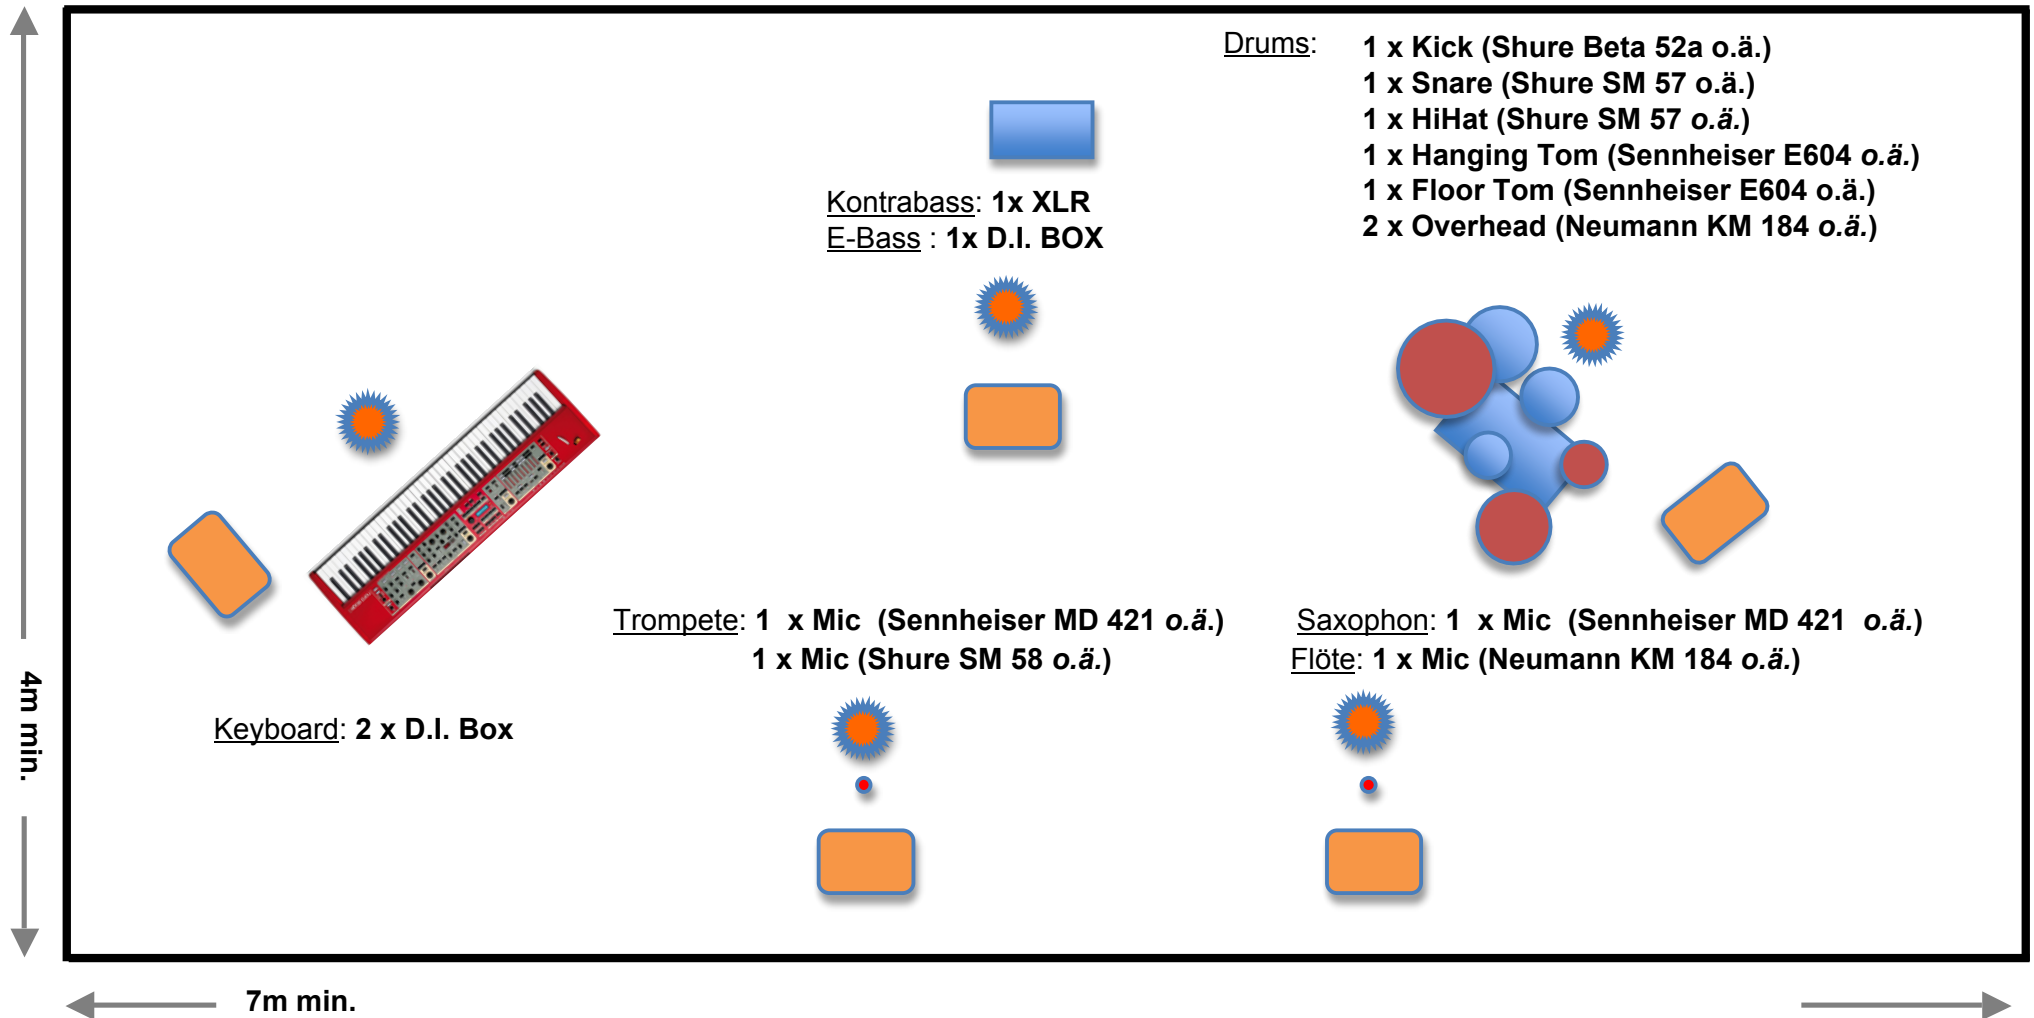 Drums:
1 x Kick (Shure Beta 52a o.ä.)
1 x Snare (Shure SM 57 o.ä.)
1 x HiHat (Shure SM 57 o.ä.)
1 x Hanging Tom (Sennheiser E604 o.ä.)
1 x Floor Tom (Sennheiser E604 o.ä.)
2 x Overhead (Neumann KM 184 o.ä.)
Kontrabass: 1x XLR
E-Bass : 1x D.I. BOX
Trompete: 1 x Mic (Sennheiser MD 421 o.ä.)
1 x Mic (Shure SM 58 o.ä.)
Saxophon: 1 x Mic (Sennheiser MD 421 o.ä.)
Flöte: 1 x Mic (Neumann KM 184 o.ä.)
Keyboard: 2 x D.I. Box
4m min.
7m min.